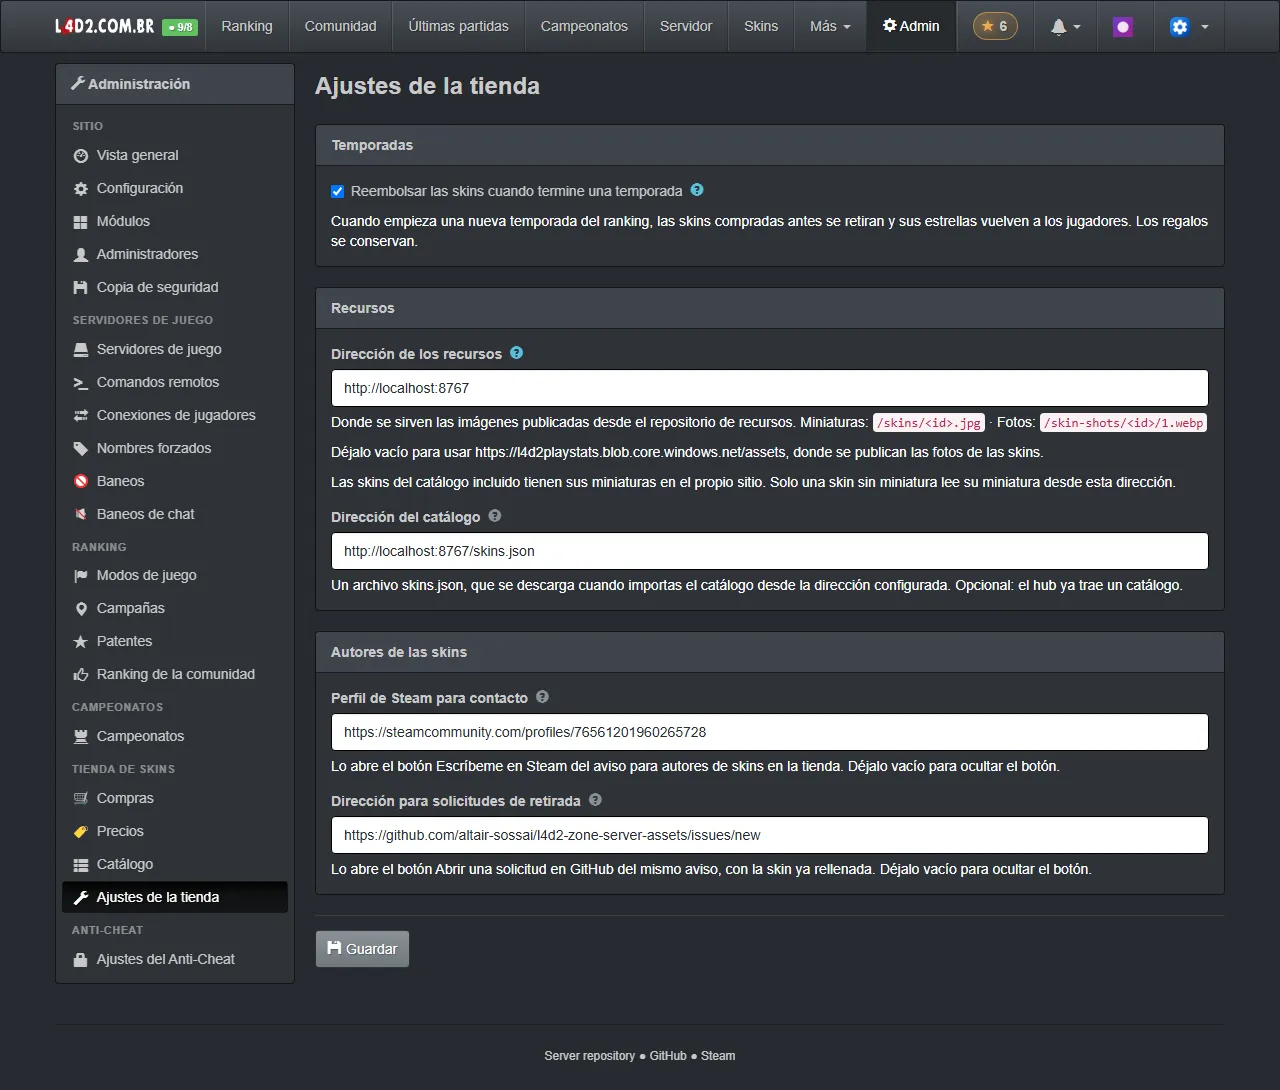 L4D2.COM.BR
● 9/8
Ranking
Comunidad
Últimas partidas
Campeonatos
Servidor
Skins
Más
Admin
★ 6
Administración
SITIO
Vista general
Configuración
Módulos
Administradores
Copia de seguridad
SERVIDORES DE JUEGO
Servidores de juego
Comandos remotos
Conexiones de jugadores
Nombres forzados
Baneos
Baneos de chat
RANKING
Modos de juego
Campañas
Patentes
Ranking de la comunidad
CAMPEONATOS
Campeonatos
TIENDA DE SKINS
Compras
Precios
Catálogo
Ajustes de la tienda
ANTI-CHEAT
Ajustes del Anti-Cheat
Ajustes de la tienda
Temporadas
Reembolsar las skins cuando termine una temporada ?
Cuando empieza una nueva temporada del ranking, las skins compradas antes se retiran y sus estrellas vuelven a los jugadores. Los regalos
se conservan.
Recursos
Dirección de los recursos ?
http://localhost:8767
Donde se sirven las imágenes publicadas desde el repositorio de recursos. Miniaturas: /skins/<id>.jpg · Fotos: /skin-shots/<id>/1.webp
Déjalo vacío para usar https://l4d2playstats.blob.core.windows.net/assets, donde se publican las fotos de las skins.
Las skins del catálogo incluido tienen sus miniaturas en el propio sitio. Solo una skin sin miniatura lee su miniatura desde esta dirección.
Dirección del catálogo ?
http://localhost:8767/skins.json
Un archivo skins.json, que se descarga cuando importas el catálogo desde la dirección configurada. Opcional: el hub ya trae un catálogo.
Autores de las skins
Perfil de Steam para contacto ?
https://steamcommunity.com/profiles/76561201960265728
Lo abre el botón Escríbeme en Steam del aviso para autores de skins en la tienda. Déjalo vacío para ocultar el botón.
Dirección para solicitudes de retirada ?
https://github.com/altair-sossai/l4d2-zone-server-assets/issues/new
Lo abre el botón Abrir una solicitud en GitHub del mismo aviso, con la skin ya rellenada. Déjalo vacío para ocultar el botón.
Guardar
Server repository ● GitHub ● Steam